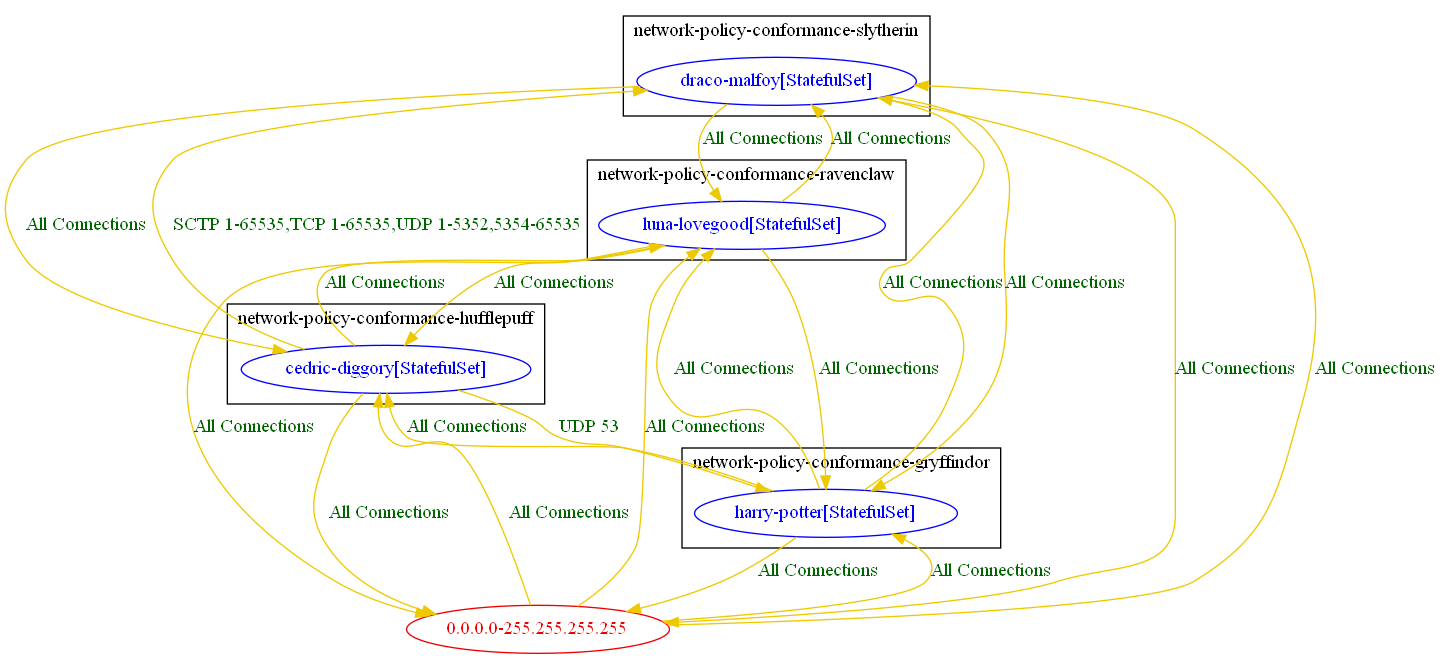 network-policy-conformance-slytherin
draco-malfoy[StatefulSet]
All Connections
All Connections
network-policy-conformance-ravenclaw
luna-lovegood[StatefulSet]
All Connections
SCTP 1-65535,TCP 1-65535,UDP 1-5352,5354-65535
All Connections
All Connections
All Connections
All Connections
network-policy-conformance-hufflepuff
cedric-diggory[StatefulSet]
All Connections
All Connections
All Connections
All Connections
All Connections
All Connections
UDP 53
All Connections
network-policy-conformance-gryffindor
harry-potter[StatefulSet]
All Connections
All Connections
All Connections
All Connections
0.0.0.0-255.255.255.255